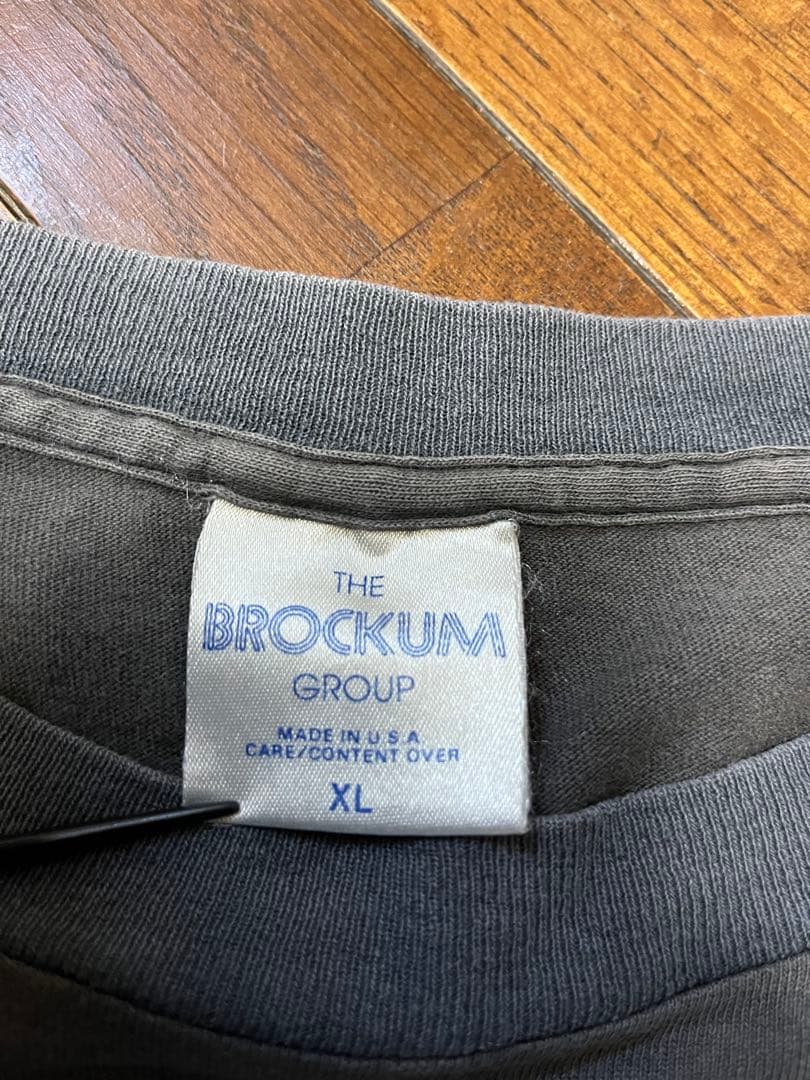 THE
BROCKUM
GROUP
MADE IN U S A
CARE/CONTENT OVER
XL